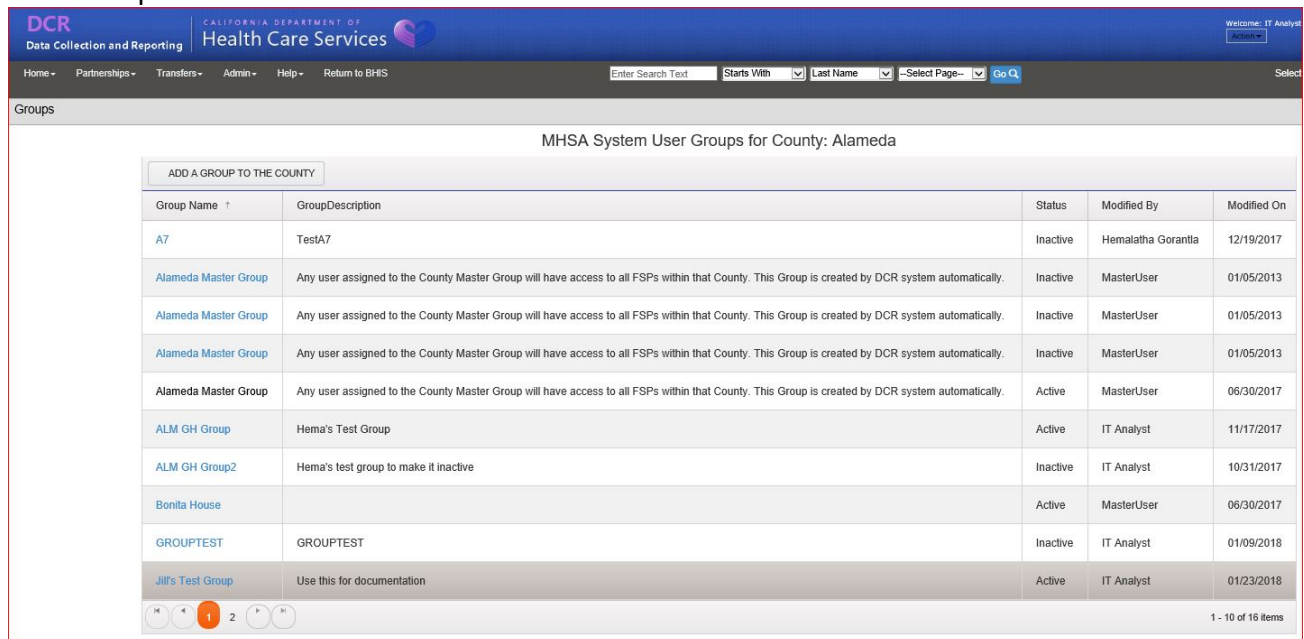 DCR
Data Collection and Reporting
CALIFORNIA DEPARTMENT OF
Health Care Services
Welcome: IT Analyst
Action
Home Partnerships Transfers Admin Help Return to BHIS Enter Search Text Starts With Last Name --Select Page-- Go Select
Groups
MHSA System User Groups for County: Alameda
ADD A GROUP TO THE COUNTY
Group Name ↑ GroupDescription Status Modified By Modified On
A7 TestA7 Inactive Hemalatha Gorantla 12/19/2017
Alameda Master Group Any user assigned to the County Master Group will have access to all FSPs within that County. This Group is created by DCR system automatically. Inactive MasterUser 01/05/2013
Alameda Master Group Any user assigned to the County Master Group will have access to all FSPs within that County. This Group is created by DCR system automatically. Inactive MasterUser 01/05/2013
Alameda Master Group Any user assigned to the County Master Group will have access to all FSPs within that County. This Group is created by DCR system automatically. Inactive MasterUser 01/05/2013
Alameda Master Group Any user assigned to the County Master Group will have access to all FSPs within that County. This Group is created by DCR system automatically. Active MasterUser 06/30/2017
ALM GH Group Hema's Test Group Active IT Analyst 11/17/2017
ALM GH Group2 Hema's test group to make it inactive Inactive IT Analyst 10/31/2017
Bonita House Active MasterUser 06/30/2017
GROUPTEST GROUPTEST Inactive IT Analyst 01/09/2018
Jill's Test Group Use this for documentation Active IT Analyst 01/23/2018
1 2 1 - 10 of 16 items